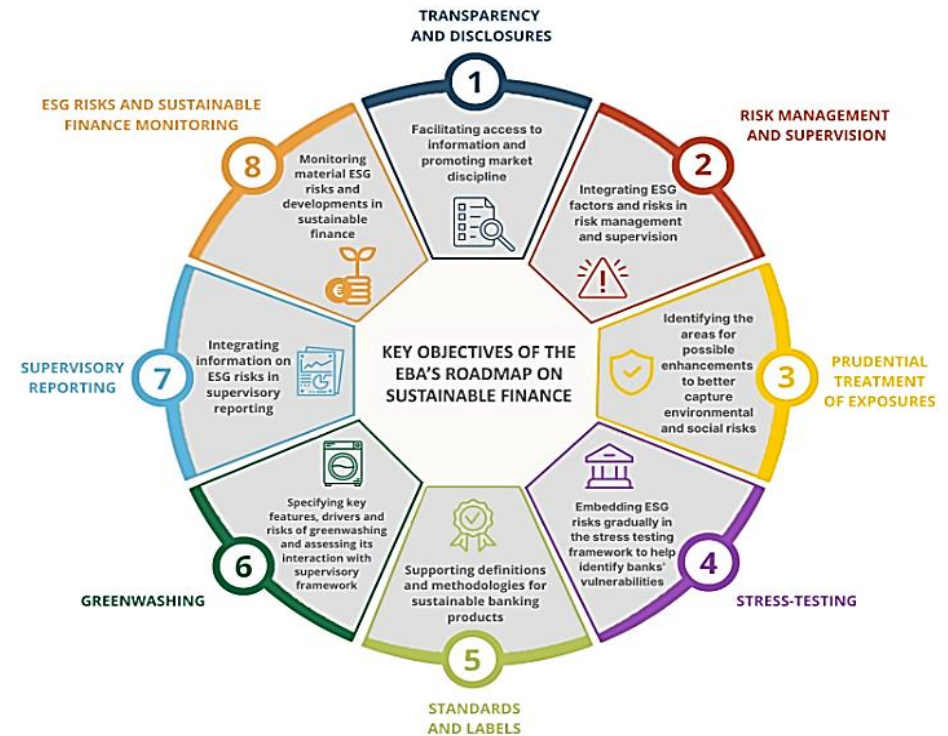 TRANSPARENCY
AND DISCLOSURES
1
Facilitating access to
information and
promoting market
discipline
RISK MANAGEMENT
AND SUPERVISION
2
Integrating ESG
factors and risks in
risk management
and supervision
PRUDENTIAL
TREATMENT
OF EXPOSURES
3
Identifying the
areas for
possible
enhancements
to better
capture
environmental
and social risks
STRESS-TESTING
4
Embedding ESG
risks gradually in
the stress testing
framework to help
identify banks'
vulnerabilities
STANDARDS
AND LABELS
5
Supporting definitions
and methodologies for
sustainable banking
products
GREENWASHING
6
Specifying key
features, drivers and
risks of greenwashing
and assessing its
interaction with
supervisory
framework
SUPERVISORY
REPORTING
7
Integrating
information on
ESG risks in
supervisory
reporting
ESG RISKS AND SUSTAINABLE
FINANCE MONITORING
8
Monitoring
material ESG
risks and
developments in
sustainable
finance
€
KEY OBJECTIVES OF THE
EBA'S ROADMAP ON
SUSTAINABLE FINANCE